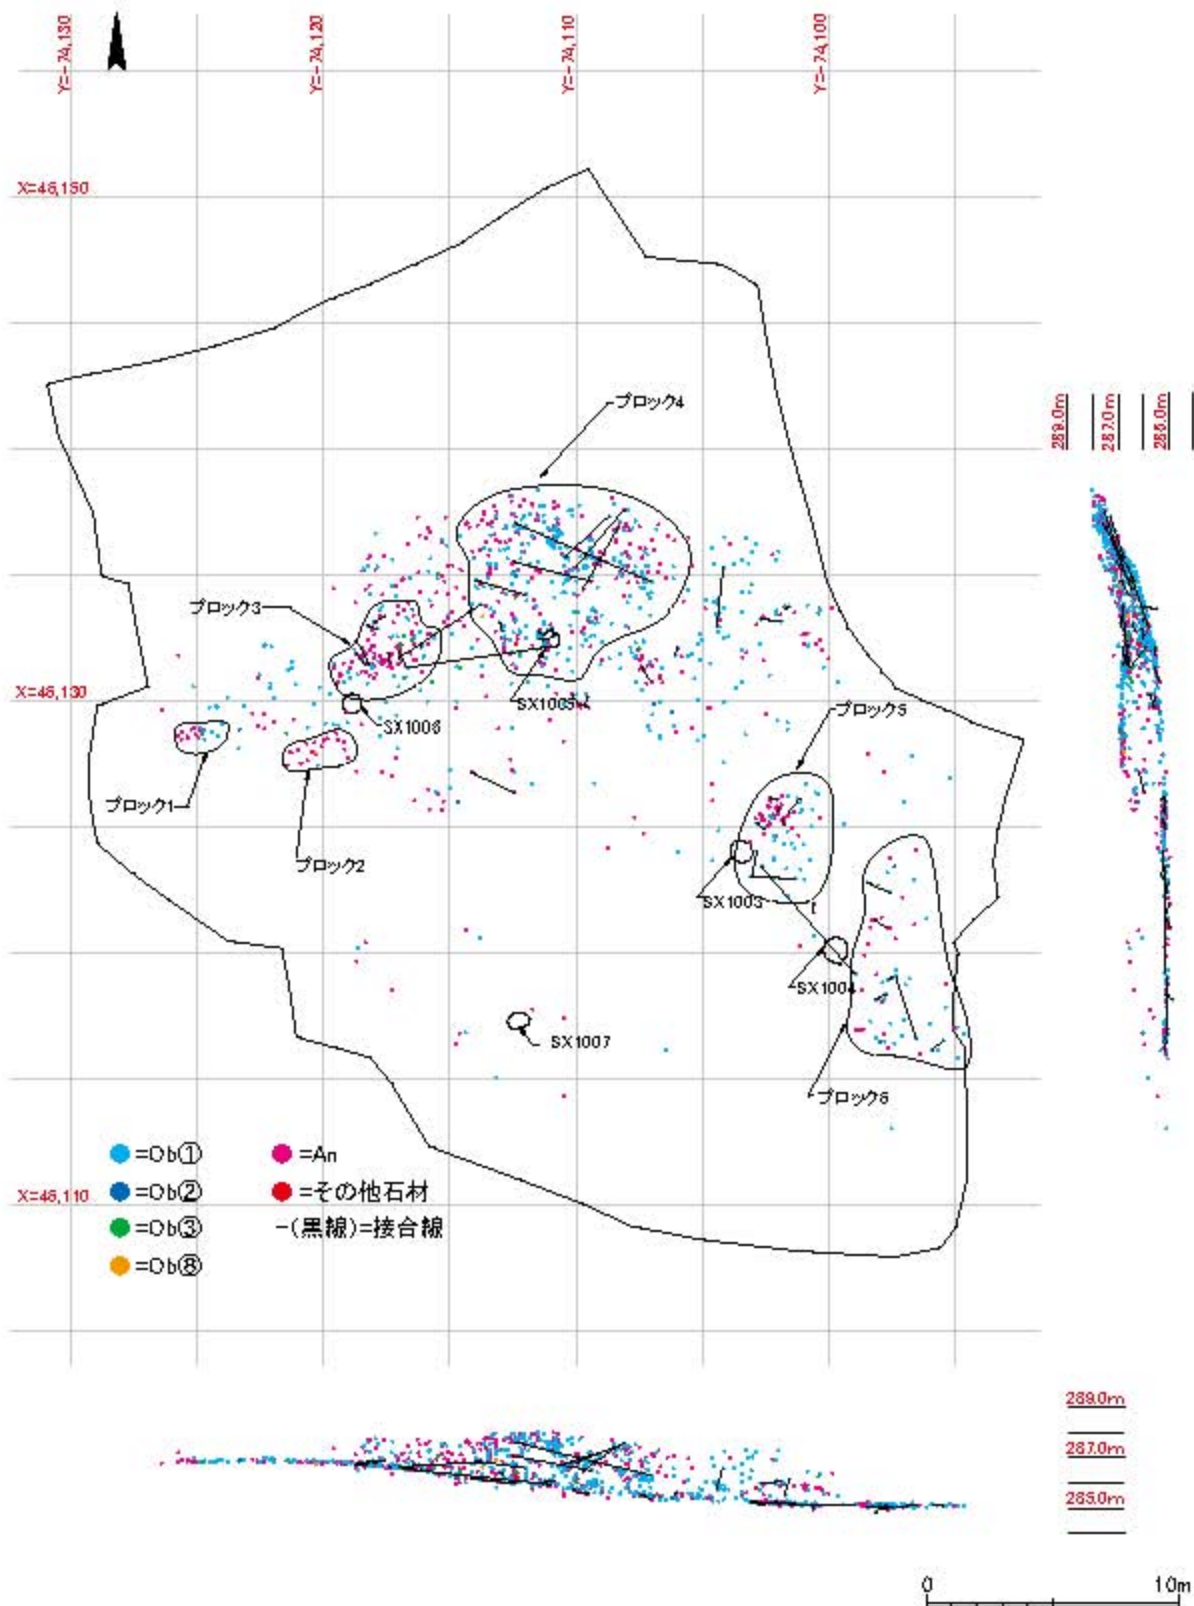 Y=-74,130
Y=-74,120
Y=-74,110
Y=-74,100
X=46,150
ブロック4
289.0m
287.0m
285.0m
ブロック3
SX1005
SX1006
X=46,130
ブロック5
ブロック1
ブロック2
SX1003
SX1004
SX1007
ブロック6
=Ob① =An
=Ob② =その他石材
X=46,110
=Ob③ -(黒線)=接合線
=Ob⑧
289.0m
287.0m
285.0m
0 10m